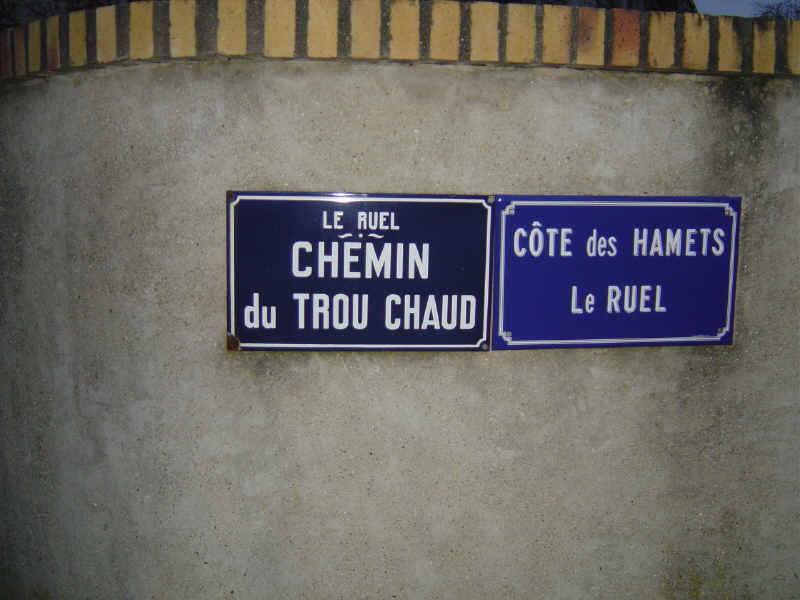 LE RUEL
CHEMIN
du TROU CHAUD
CÔTE des HAMETS
Le RUEL